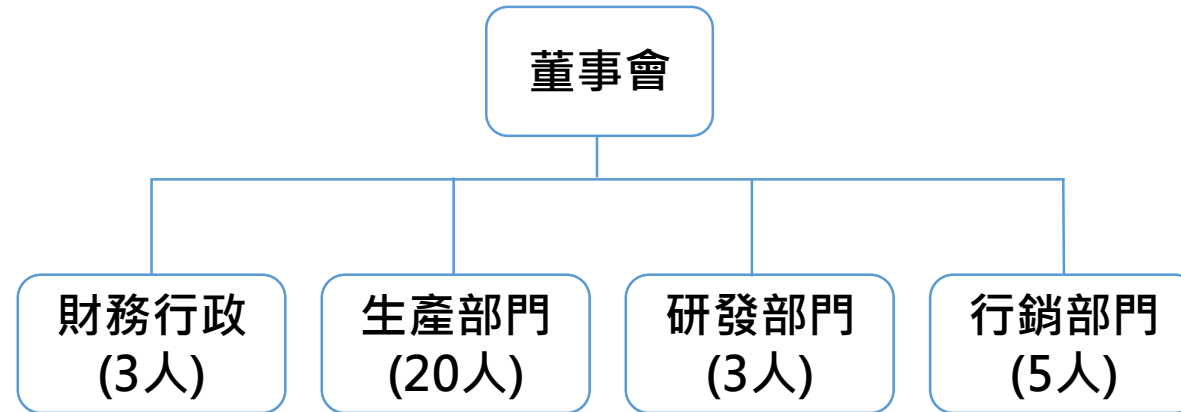 董事會
財務行政
(3人)
生產部門
(20人)
研發部門
(3人)
行銷部門
(5人)